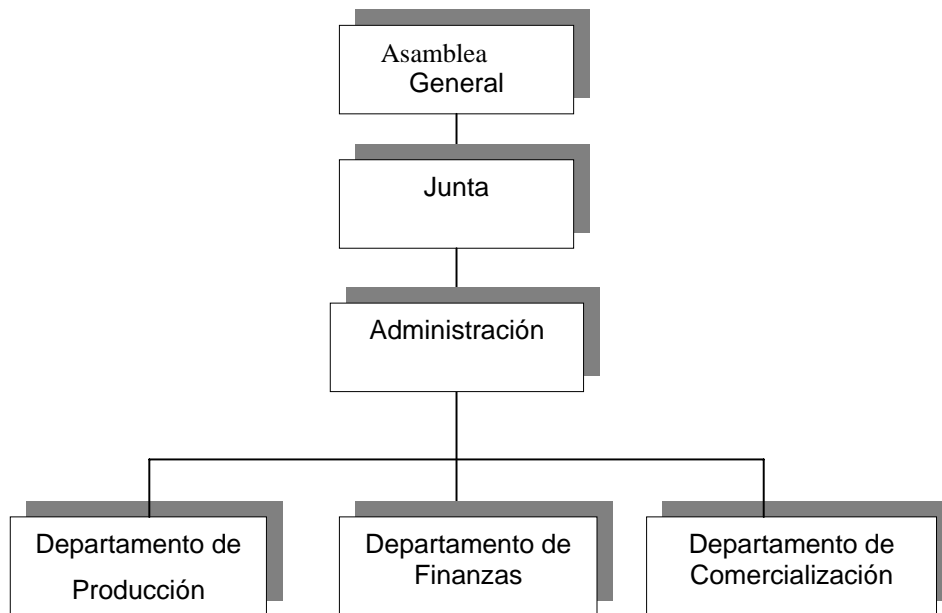 Asamblea
General
Junta
Administración
Departamento de
Producción
Departamento de
Finanzas
Departamento de
Comercialización